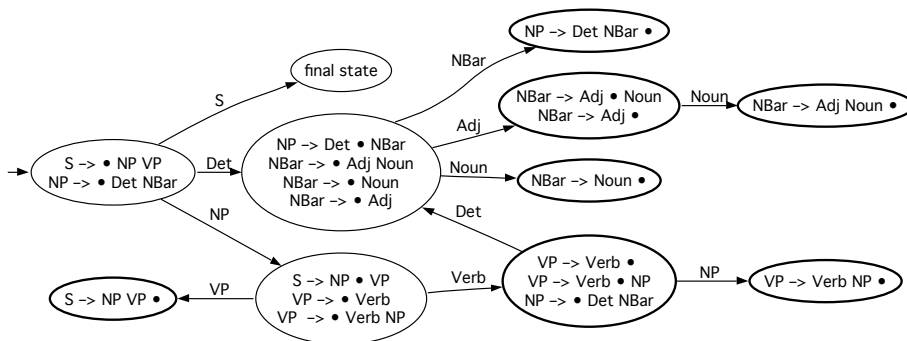 NP –> Det NBar •
NBar
final state
S
NBar –> Adj • Noun
NBar –> Adj •
Noun
NBar –> Adj Noun •
Adj
NP –> Det • NBar
NBar –> • Adj Noun
NBar –> • Noun
NBar –> • Adj
S –> • NP VP
NP –> • Det NBar
Det
Noun
NBar –> Noun •
NP
Det
S –> NP VP •
VP
S –> NP • VP
VP –> • Verb
VP –> • Verb NP
Verb
VP –> Verb •
VP –> Verb • NP
NP –> • Det NBar
NP
VP –> Verb NP •